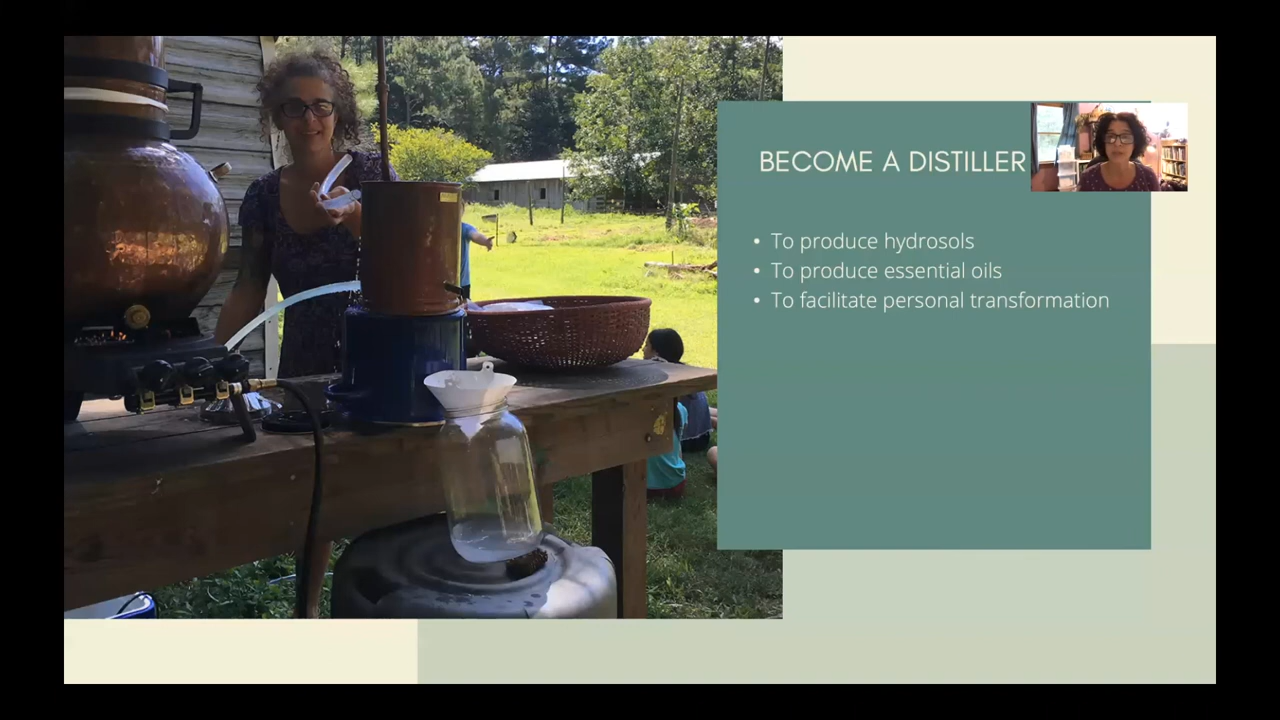 BECOME A DISTILLER
• To produce hydrosols
• To produce essential oils
• To facilitate personal transformation